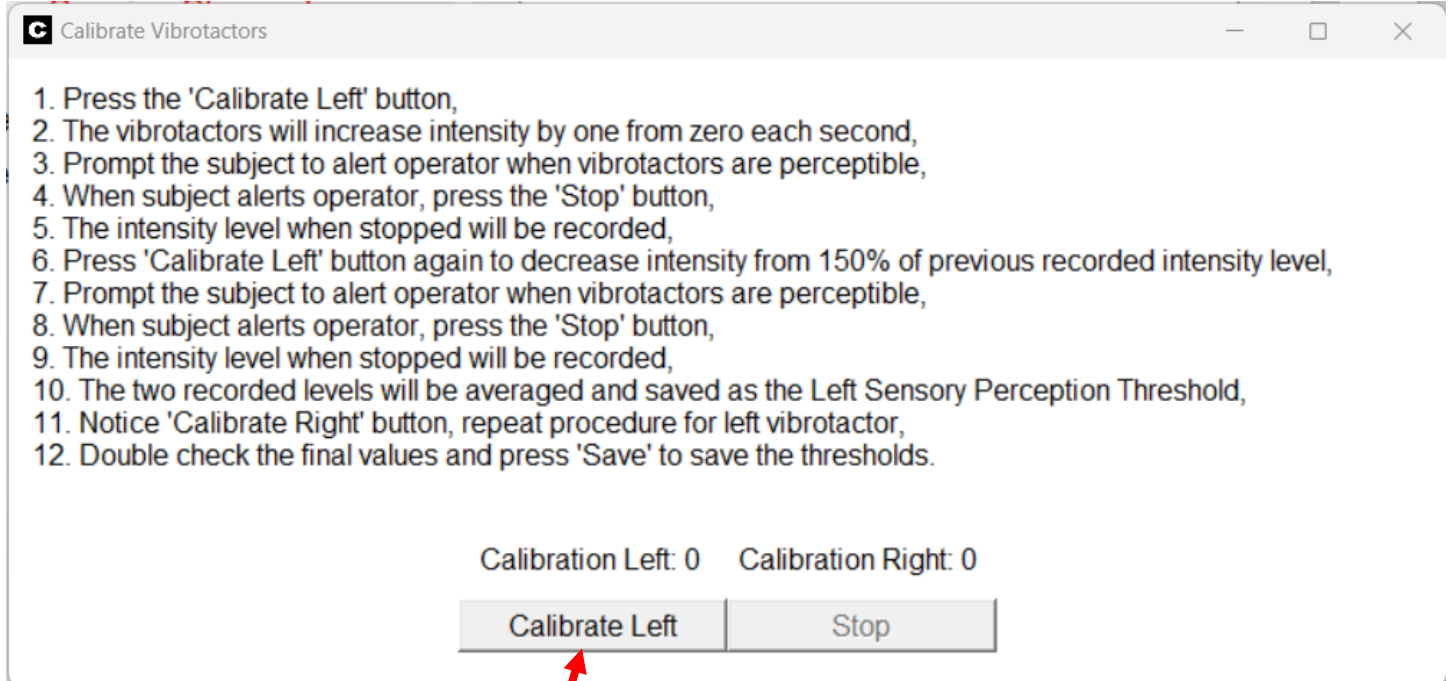 C Calibrate Vibrotactors
1. Press the 'Calibrate Left' button,
2. The vibrotactors will increase intensity by one from zero each second,
3. Prompt the subject to alert operator when vibrotactors are perceptible,
4. When subject alerts operator, press the 'Stop' button,
5. The intensity level when stopped will be recorded,
6. Press 'Calibrate Left' button again to decrease intensity from 150% of previous recorded intensity level,
7. Prompt the subject to alert operator when vibrotactors are perceptible,
8. When subject alerts operator, press the 'Stop' button,
9. The intensity level when stopped will be recorded,
10. The two recorded levels will be averaged and saved as the Left Sensory Perception Threshold,
11. Notice 'Calibrate Right' button, repeat procedure for left vibrotactor,
12. Double check the final values and press 'Save' to save the thresholds.
Calibration Left: 0 Calibration Right: 0
Calibrate Left Stop